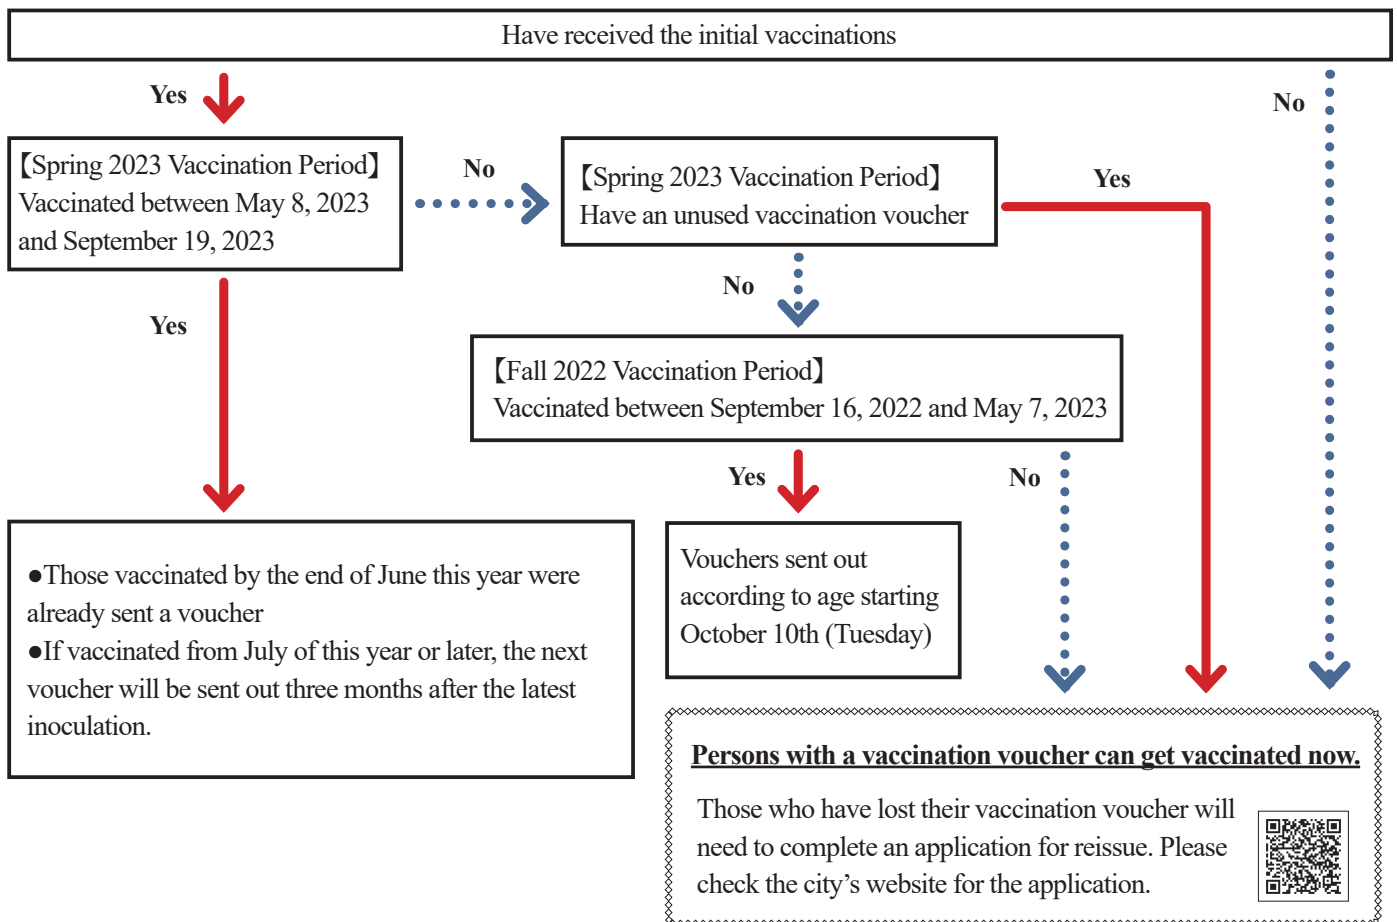 Have received the initial vaccinations
Yes
No
【Spring 2023 Vaccination Period】
Vaccinated between May 8, 2023
and September 19, 2023
No
【Spring 2023 Vaccination Period】
Have an unused vaccination voucher
Yes
No
Yes
【Fall 2022 Vaccination Period】
Vaccinated between September 16, 2022 and May 7, 2023
Yes
No
●Those vaccinated by the end of June this year were
already sent a voucher
●If vaccinated from July of this year or later, the next
voucher will be sent out three months after the latest
inoculation.
Vouchers sent out
according to age starting
October 10th (Tuesday)
Persons with a vaccination voucher can get vaccinated now.
Those who have lost their vaccination voucher will
need to complete an application for reissue. Please
check the city’s website for the application.